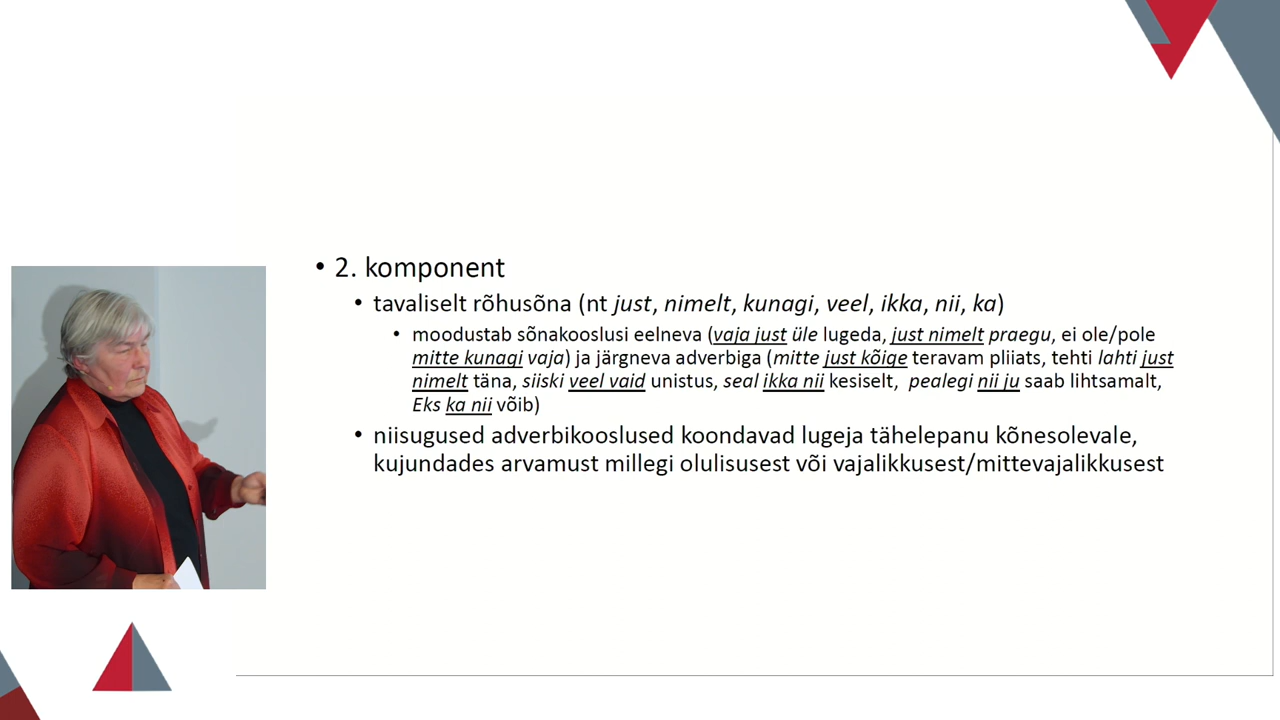 • 2. komponent
• tavaliselt rõhusõna (nt just, nimelt, kunagi, veel, ikka, nii, ka)
• moodustab sõnakooslusi eelneva (vaja just üle lugeda, just nimelt praegu, ei ole/pole
mitte kunagi vaja) ja järgneva adverbiga (mitte just kõige teravam pliiats, tehti lahti just
nimelt täna, siiski veel vaid unistus, seal ikka nii kesiselt, pealegi nii ju saab lihtsamalt,
Eks ka nii võib)
• niisugused adverbikooslused koondavad lugeja tähelepanu kõnesolevale,
kujundades arvamust millegi olulisusest või vajalikkusest/mittevajalikkusest